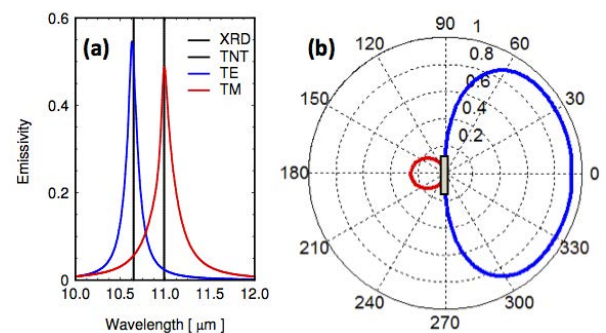 (a)
XRD
TNT
TE
TM
0.6
0.4
0.2
0
Emissivity
10.0 10.5 11.0 11.5 12.0
Wavelength [ μm ]
(b)
90
1
120 0.8 60
0.6
150 0.4 30
0.2
180 0
210 330
240 300
270